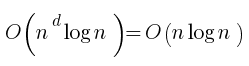 O(n^d log n) = O(n log n)